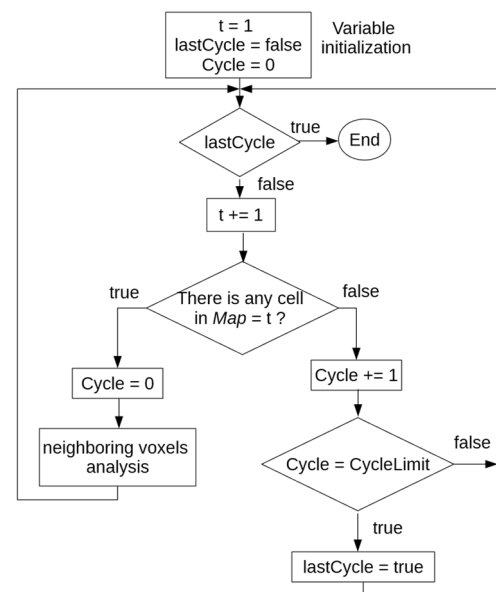 t = 1
lastCycle = false
Cycle = 0
Variable
initialization
lastCycle
true
End
false
t += 1
There is any cell
in Map = t ?
true
false
Cycle = 0
Cycle += 1
neighboring voxels
analysis
Cycle = CycleLimit
false
true
lastCycle = true